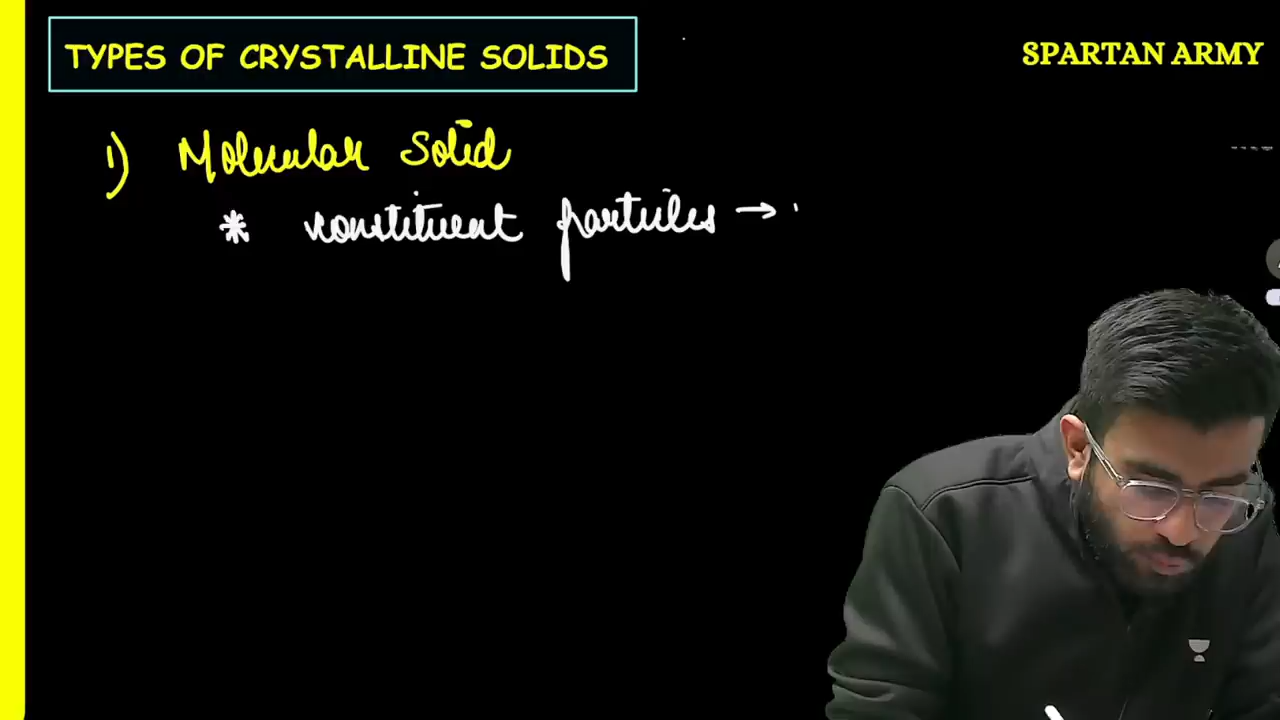 TYPES OF CRYSTALLINE SOLIDS
SPARTAN ARMY
1) Molecular Solid
* constituent particles →